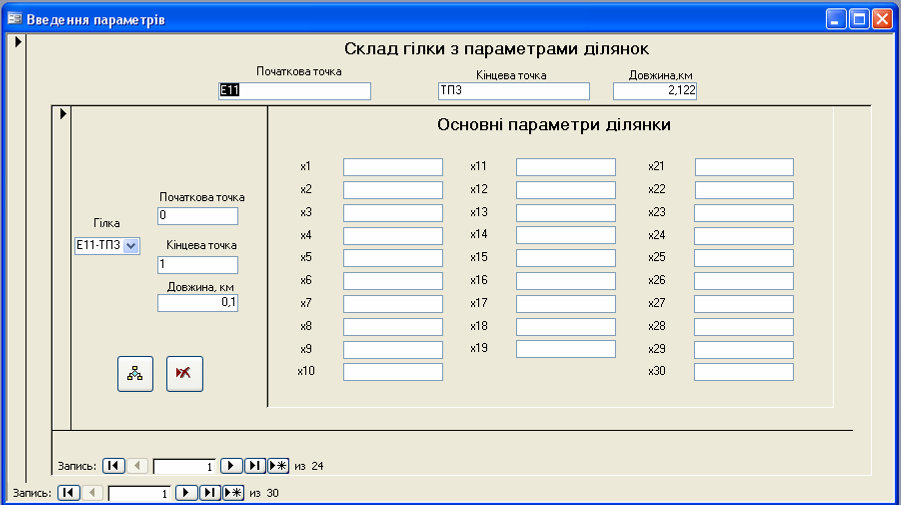 Введення параметрів
Склад гілки з параметрами ділянок
Початкова точка Кінцева точка Довжина,км
E11 ТП3 2,122
Основні параметри ділянки
x1 x11 x21
x2 x12 x22
x3 x13 x23
x4 x14 x24
x5 x15 x25
x6 x16 x26
x7 x17 x27
x8 x18 x28
x9 x19 x29
x10 x30
Початкова точка
0
Гілка
E11-ТП3
Кінцева точка
1
Довжина, км
0,1
Запись: 1 из 24
Запись: 1 из 30